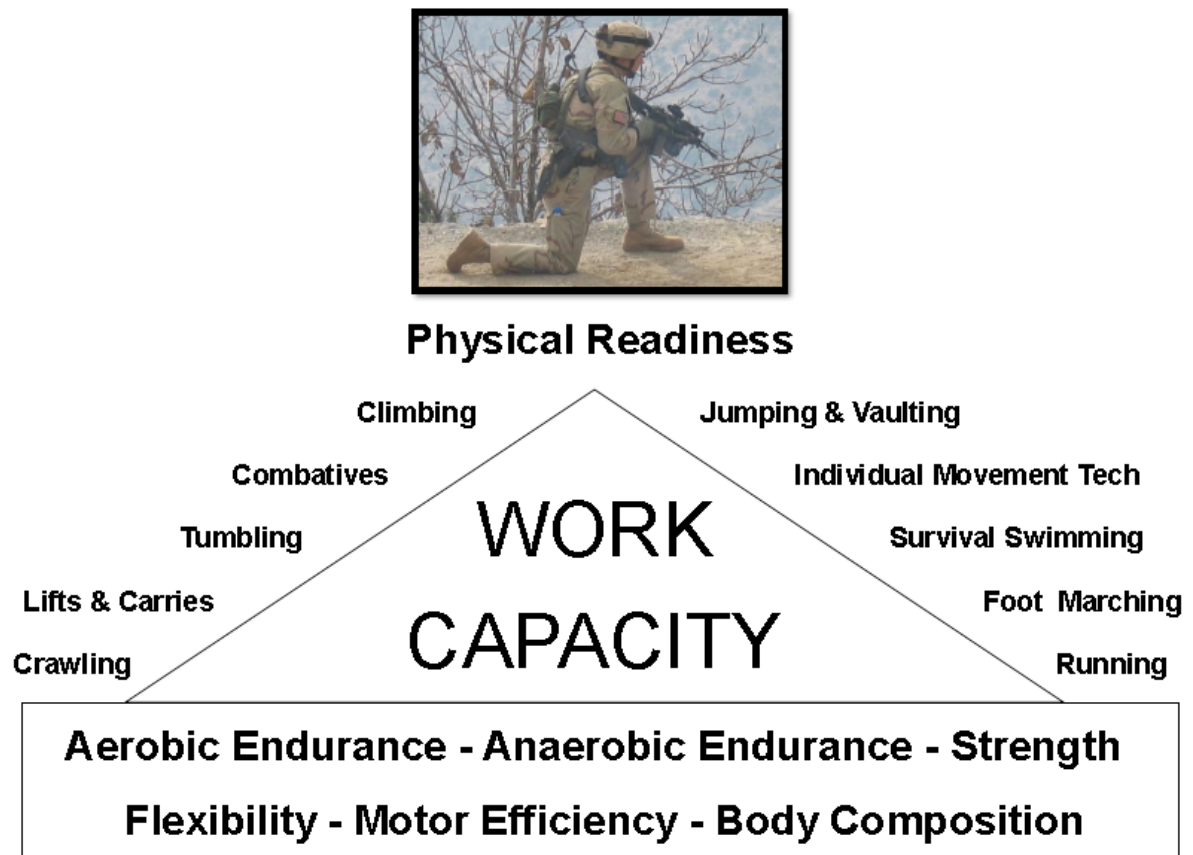 Physical Readiness
Climbing
Jumping & Vaulting
Combatives
Individual Movement Tech
WORK
Tumbling
Survival Swimming
Lifts & Carries
Foot Marching
CAPACITY
Crawling
Running
Aerobic Endurance - Anaerobic Endurance - Strength
Flexibility - Motor Efficiency - Body Composition